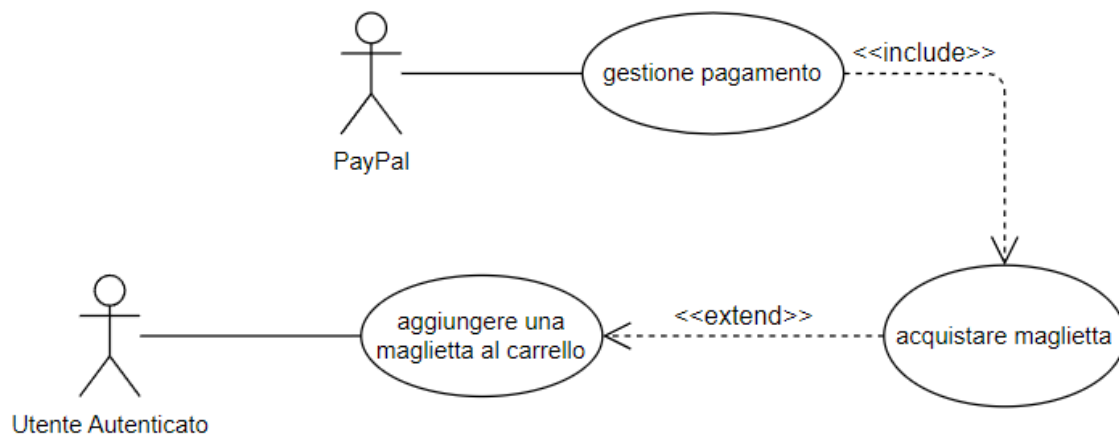 gestione pagamento
<<include>>
PayPal
aggiungere una
maglietta al carrello
<<extend>>
acquistare maglietta
Utente Autenticato